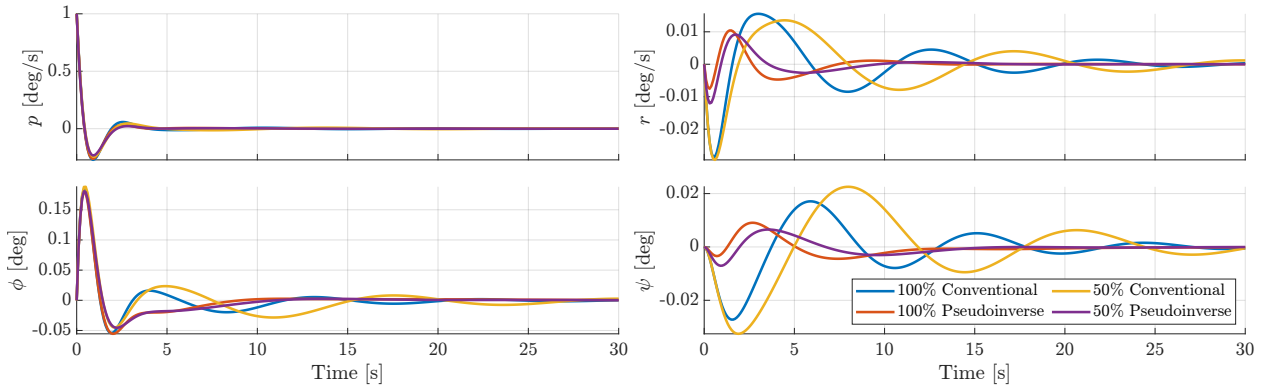 1
0.5
0
p [deg/s]
0 5 10 15 20 25 30
0.01
0
-0.01
-0.02
r [deg/s]
0 5 10 15 20 25 30
0.15
0.1
0.05
0
-0.05
ϕ [deg]
0 5 10 15 20 25 30
Time [s]
0.02
0
-0.02
ψ [deg]
100% Conventional
50% Conventional
100% Pseudoinverse
50% Pseudoinverse
0 5 10 15 20 25 30
Time [s]